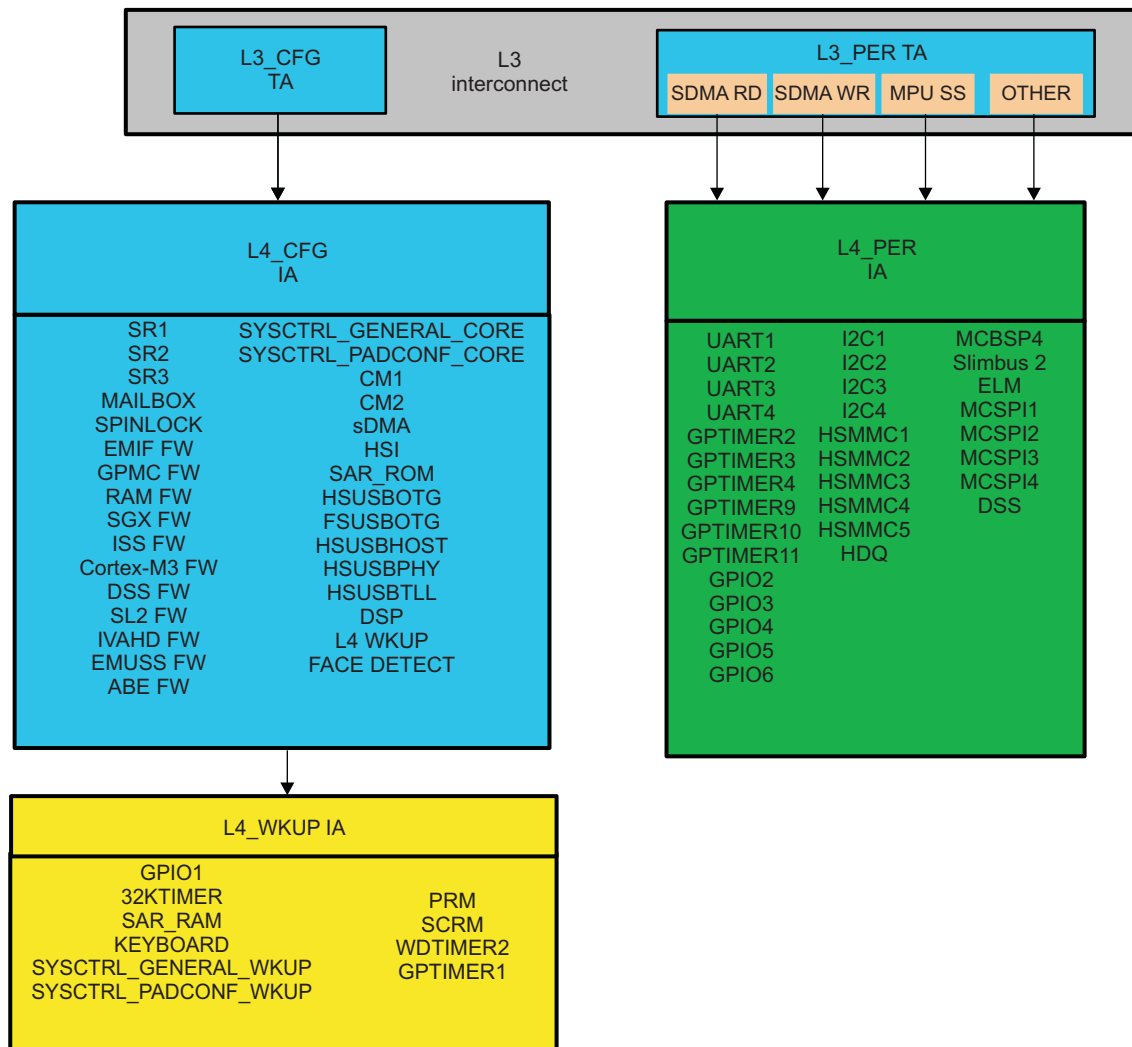 L3_CFG
TA
L3
interconnect
L3_PER TA
SDMA RD
SDMA WR
MPU SS
OTHER
L4_CFG
IA
SR1
SR2
SR3
MAILBOX
SPINLOCK
EMIF FW
GPMC FW
RAM FW
SGX FW
ISS FW
Cortex-M3 FW
DSS FW
SL2 FW
IVAHD FW
EMUSS FW
ABE FW
SYSCTRL_GENERAL_CORE
SYSCTRL_PADCONF_CORE
CM1
CM2
sDMA
HSI
SAR_ROM
HSUSBOTG
FSUSBOTG
HSUSBHOST
HSUSBPHY
HSUSBTLL
DSP
L4 WKUP
FACE DETECT
L4_PER
IA
UART1
UART2
UART3
UART4
GPTIMER2
GPTIMER3
GPTIMER4
GPTIMER9
GPTIMER10
GPTIMER11
GPIO2
GPIO3
GPIO4
GPIO5
GPIO6
I2C1
I2C2
I2C3
I2C4
HSMMC1
HSMMC2
HSMMC3
HSMMC4
HSMMC5
HDQ
MCBSP4
Slimbus 2
ELM
MCSPI1
MCSPI2
MCSPI3
MCSPI4
DSS
L4_WKUP IA
GPIO1
32KTIMER
SAR_RAM
KEYBOARD
SYSCTRL_GENERAL_WKUP
SYSCTRL_PADCONF_WKUP
PRM
SCRM
WDTIMER2
GPTIMER1